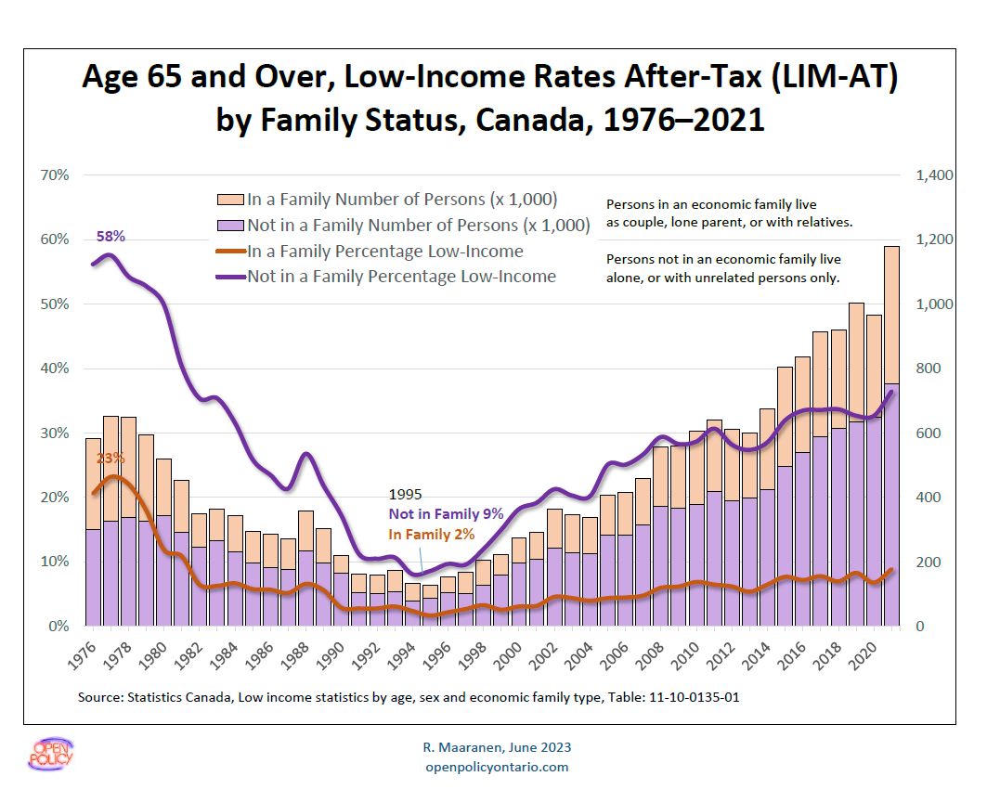 Age 65 and Over, Low-Income Rates After-Tax (LIM-AT)
by Family Status, Canada, 1976–2021
70%
60%
50%
40%
30%
20%
10%
0%
1,400
1,200
1,000
800
600
400
200
0
In a Family Number of Persons (x 1,000)
Not in a Family Number of Persons (x 1,000)
In a Family Percentage Low-Income
Not in a Family Percentage Low-Income
Persons in an economic family live
as couple, lone parent, or with relatives.
Persons not in an economic family live
alone, or with unrelated persons only.
58%
23%
1995
Not in Family 9%
In Family 2%
1976
1978
1980
1982
1984
1986
1988
1990
1992
1994
1996
1998
2000
2002
2004
2006
2008
2010
2012
2014
2016
2018
2020
Source: Statistics Canada, Low income statistics by age, sex and economic family type, Table: 11-10-0135-01
OPEN
POLICY
R. Maaranen, June 2023
openpolicyontario.com